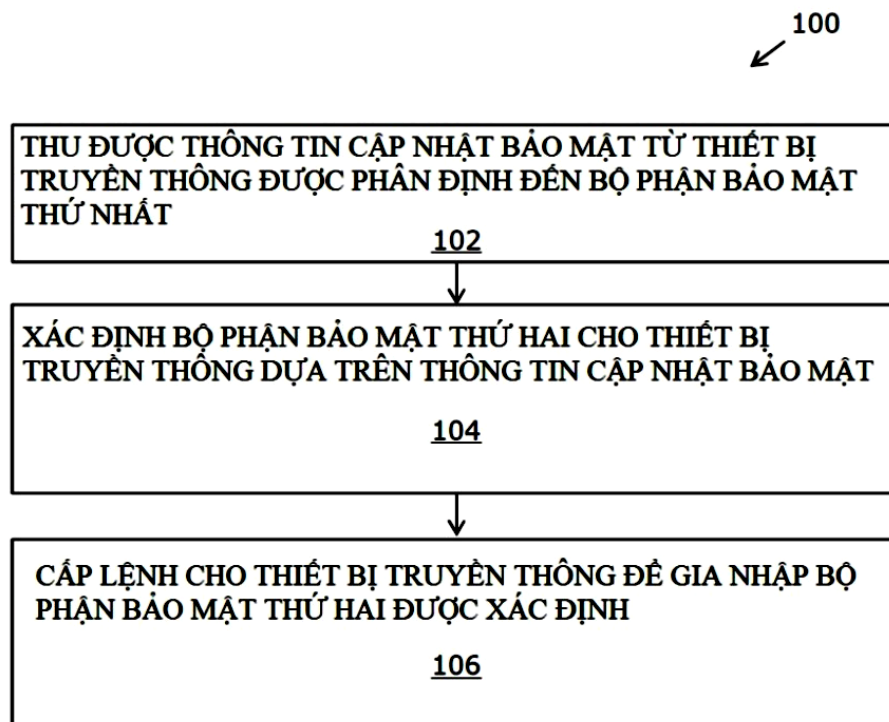 100
THU ĐƯỢC THÔNG TIN CẬP NHẬT BẢO MẬT TỪ THIẾT BỊ
TRUYỀN THÔNG ĐƯỢC PHÂN ĐỊNH ĐẾN BỘ PHẬN BẢO MẬT
THỨ NHẤT
102
XÁC ĐỊNH BỘ PHẬN BẢO MẬT THỨ HAI CHO THIẾT BỊ
TRUYỀN THÔNG DỰA TRÊN THÔNG TIN CẬP NHẬT BẢO MẬT
104
CẤP LỆNH CHO THIẾT BỊ TRUYỀN THÔNG ĐỂ GIA NHẬP BỘ
PHẬN BẢO MẬT THỨ HAI ĐƯỢC XÁC ĐỊNH
106